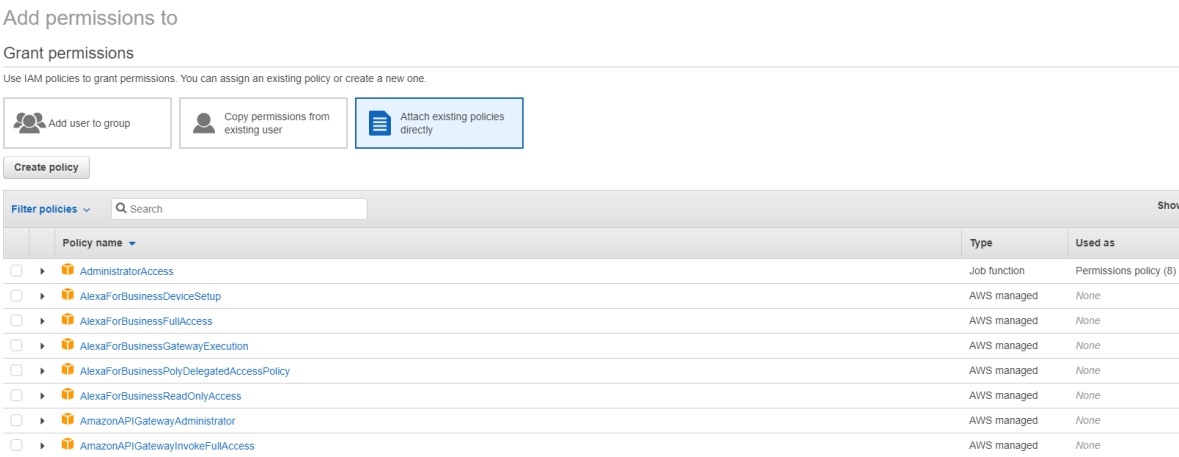 Add permissions to
Grant permissions
Use IAM policies to grant permissions. You can assign an existing policy or create a new one.
Add user to group
Copy permissions from
existing user
Attach existing policies
directly
Create policy
Filter policies Search Show
Policy name Type Used as
AdministratorAccess Job function Permissions policy (8)
AlexaForBusinessDeviceSetup AWS managed None
AlexaForBusinessFullAccess AWS managed None
AlexaForBusinessGatewayExecution AWS managed None
AlexaForBusinessPolyDelegatedAccessPolicy AWS managed None
AlexaForBusinessReadOnlyAccess AWS managed None
AmazonAPIGatewayAdministrator AWS managed None
AmazonAPIGatewayInvokeFullAccess AWS managed None